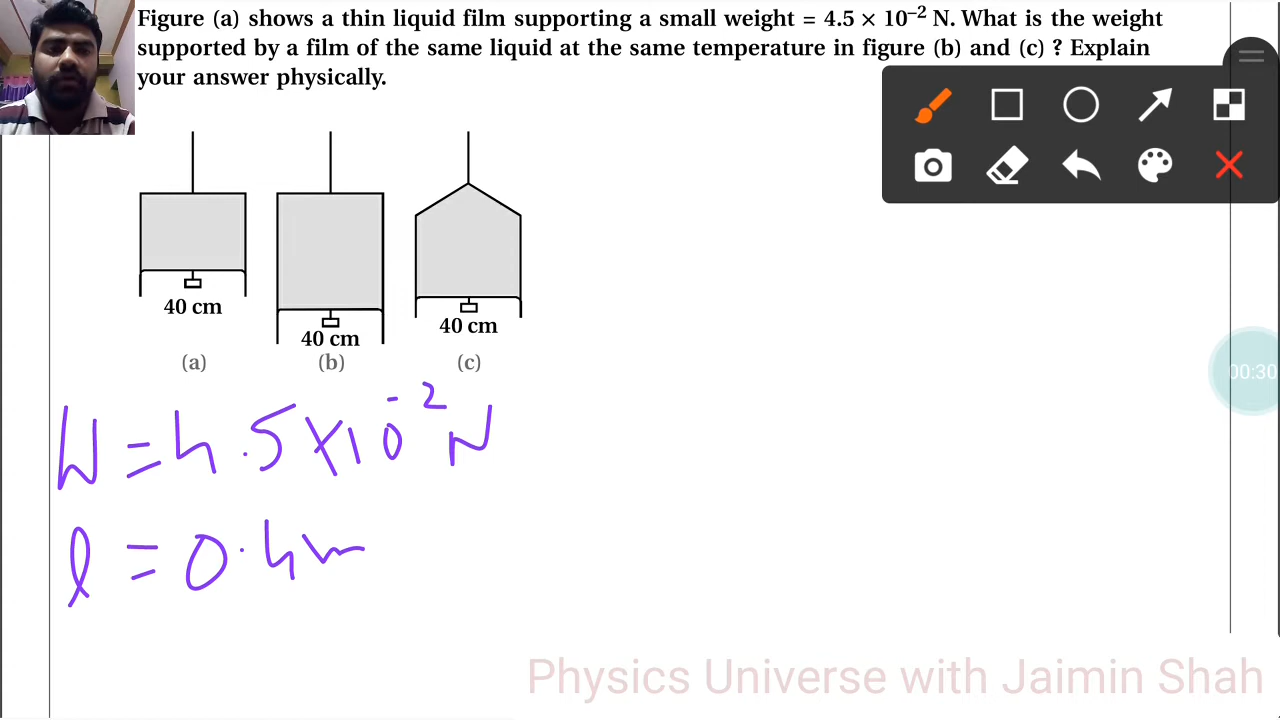 Figure (a) shows a thin liquid film supporting a small weight = 4.5 × 10⁻² N. What is the weight
supported by a film of the same liquid at the same temperature in figure (b) and (c) ? Explain
your answer physically.
40 cm
40 cm
40 cm
(a)
(b)
(c)
00:30
W = 4.5 × 10⁻² N
l = 0.4m
Physics Universe with Jaimin Shah